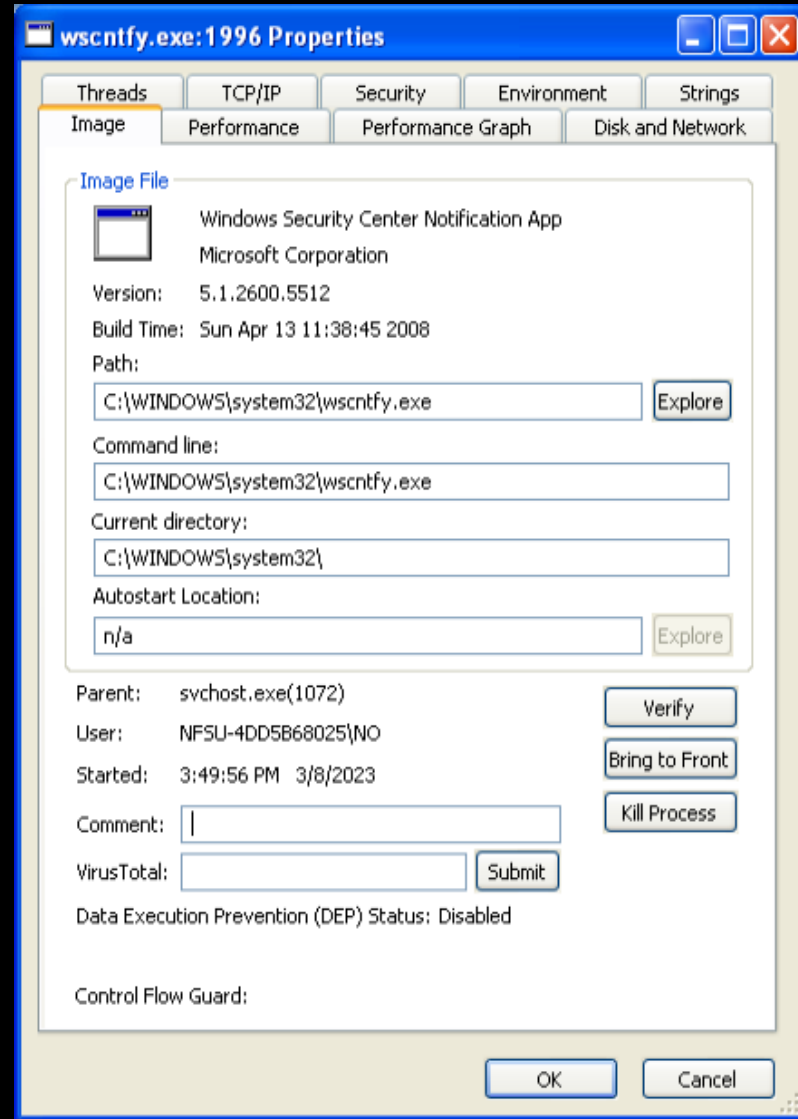 wscntfy.exe:1996 Properties
Threads TCP/IP Security Environment Strings
Image Performance Performance Graph Disk and Network
Image File
Windows Security Center Notification App
Microsoft Corporation
Version: 5.1.2600.5512
Build Time: Sun Apr 13 11:38:45 2008
Path:
C:\WINDOWS\system32\wscntfy.exe Explore
Command line:
C:\WINDOWS\system32\wscntfy.exe
Current directory:
C:\WINDOWS\system32\
Autostart Location:
n/a Explore
Parent: svchost.exe(1072)
Verify
User: NFSU-4DD5B68025\NO
Bring to Front
Started: 3:49:56 PM 3/8/2023
Kill Process
Comment:
VirusTotal: Submit
Data Execution Prevention (DEP) Status: Disabled
Control Flow Guard:
OK Cancel